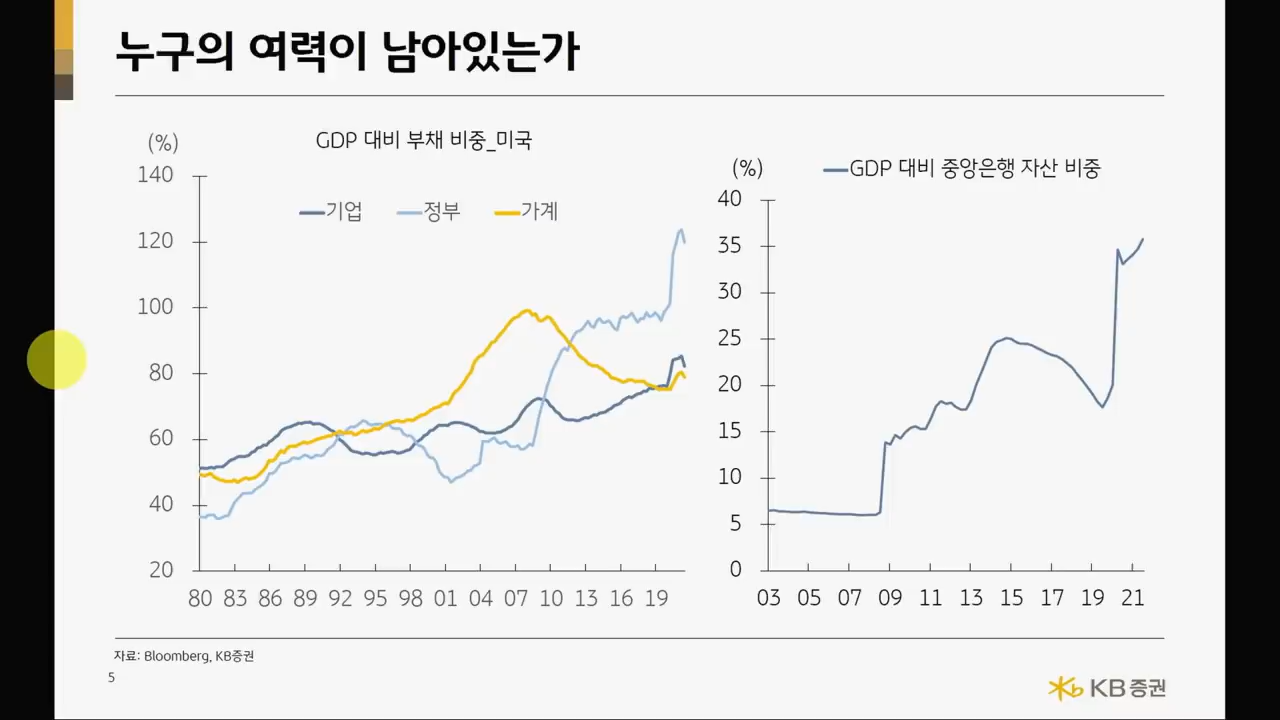 누구의 여력이 남아있는가
(%)
GDP 대비 부채 비중_미국
140
120
100
80
60
40
20
기업
정부
가계
80 83 86 89 92 95 98 01 04 07 10 13 16 19
(%)
GDP 대비 중앙은행 자산 비중
40
35
30
25
20
15
10
5
0
03 05 07 09 11 13 15 17 19 21
자료: Bloomberg, KB증권
5
KB 증권